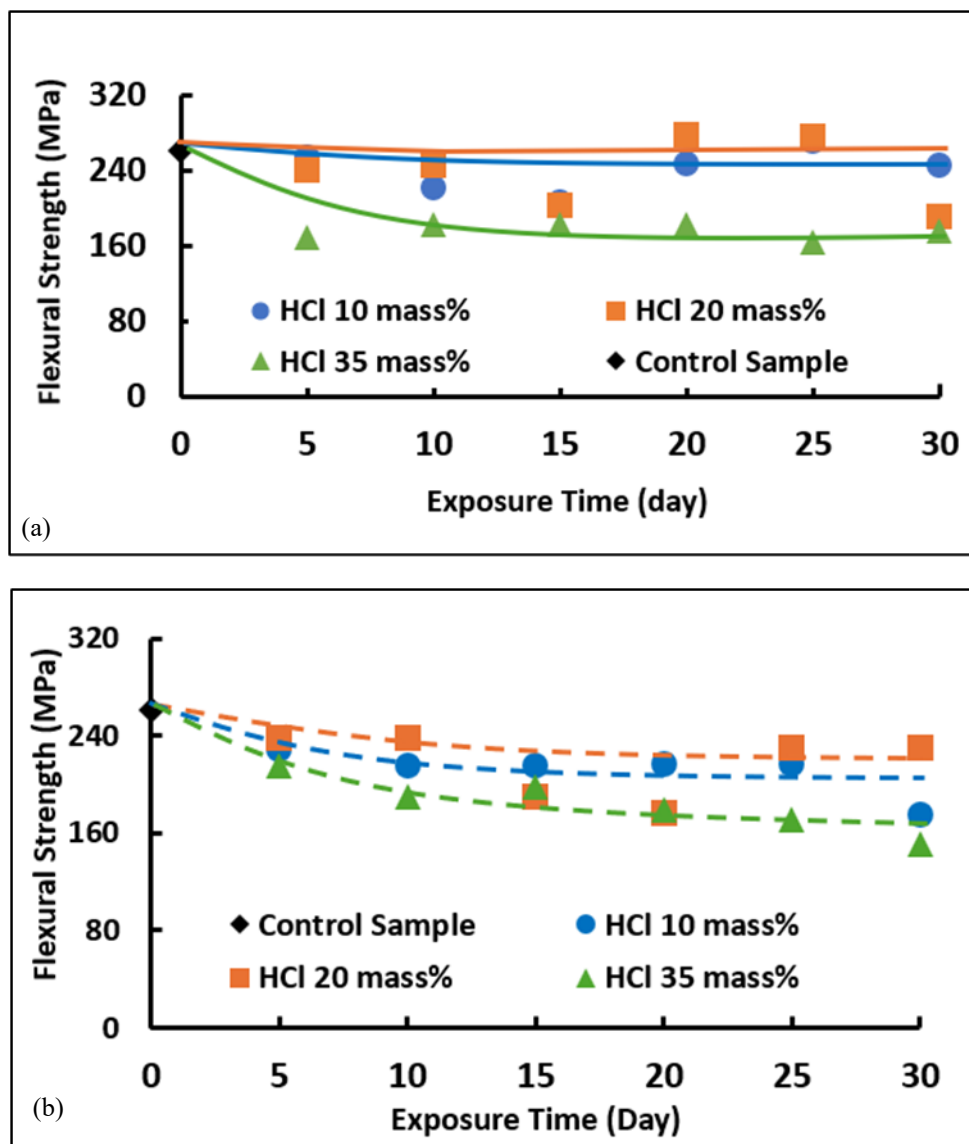 320
240
160
80
0
Flexural Strength (MPa)
HCl 10 mass%
HCl 20 mass%
HCl 35 mass%
Control Sample
0 5 10 15 20 25 30
Exposure Time (day)
(a)
320
240
160
80
0
Flexural Strength (MPa)
Control Sample
HCl 10 mass%
HCl 20 mass%
HCl 35 mass%
0 5 10 15 20 25 30
Exposure Time (Day)
(b)